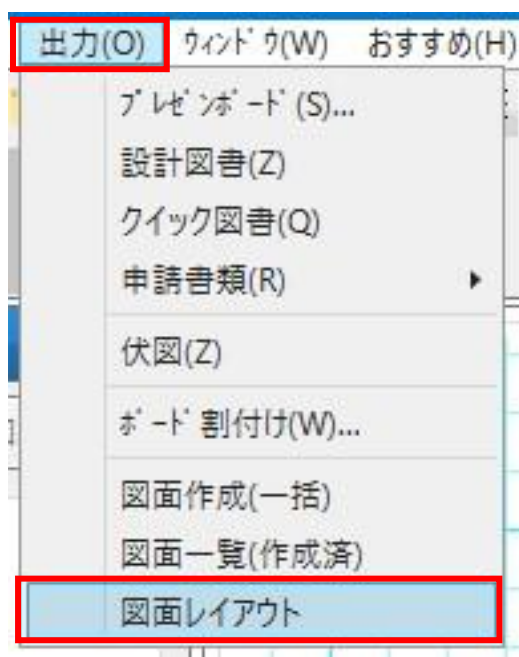 出力(O) ｳｨﾝﾄﾞｳ(W) おすすめ(H)
ﾌﾟﾚｾﾞﾝﾎﾞｰﾄﾞ(S)...
設計図書(Z)
クイック図書(Q)
申請書類(R)
伏図(Z)
ﾎﾞｰﾄﾞ割付け(W)...
図面作成(一括)
図面一覧(作成済)
図面レイアウト